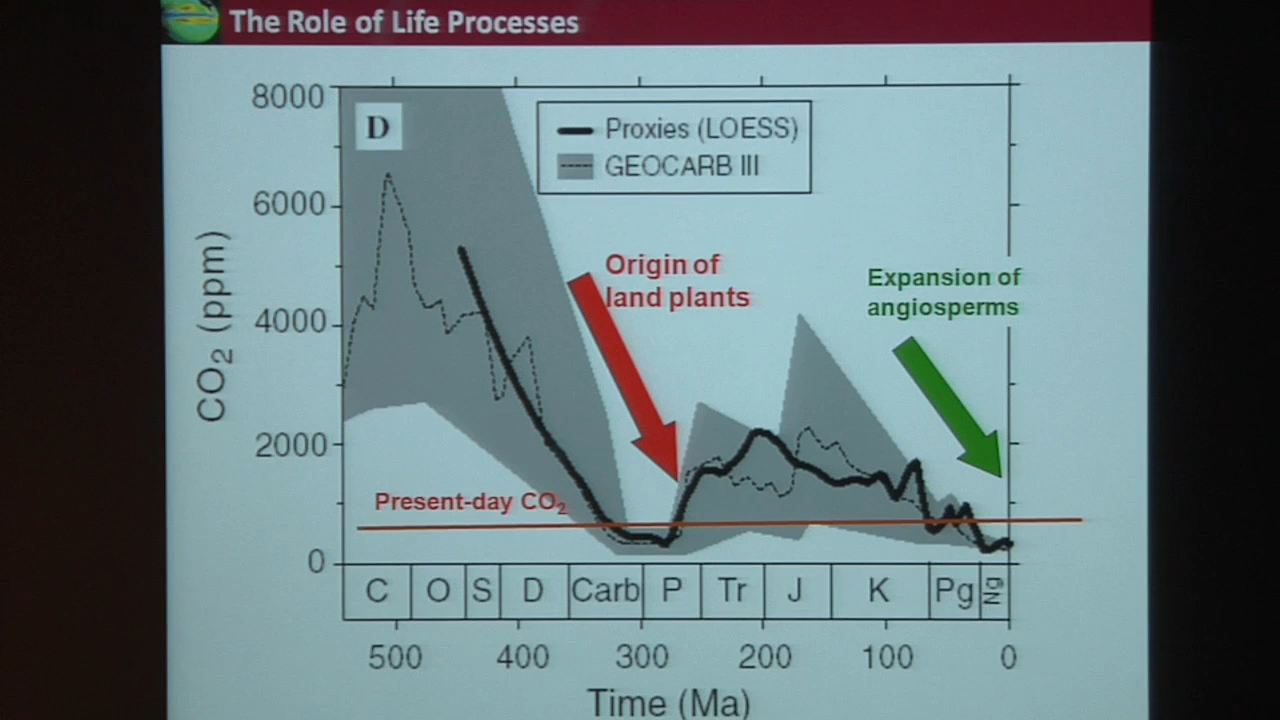 The Role of Life Processes
8000
6000
4000
2000
0
CO2 (ppm)
D
Proxies (LOESS)
GEOCARB III
Origin of
land plants
Expansion of
angiosperms
Present-day CO2
C O S D Carb P Tr J K Pg Ng
500 400 300 200 100 0
Time (Ma)